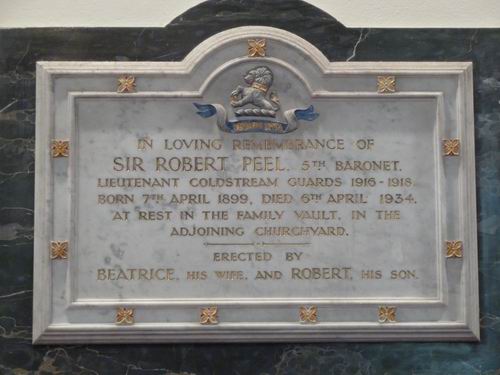 IN LOVING REMEMBRANCE OF
SIR ROBERT PEEL, 5TH BARONET.
LIEUTENANT COLDSTREAM GUARDS 1916-1918.
BORN 7TH APRIL 1899, DIED 6TH APRIL 1934.
AT REST IN THE FAMILY VAULT, IN THE
ADJOINING CHURCHYARD.
ERECTED BY
BEATRICE, HIS WIFE, AND ROBERT, HIS SON.